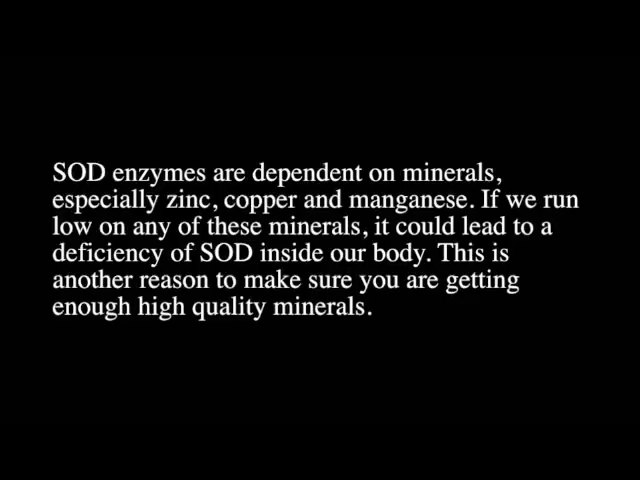 SOD enzymes are dependent on minerals,
especially zinc, copper and manganese. If we run
low on any of these minerals, it could lead to a
deficiency of SOD inside our body. This is
another reason to make sure you are getting
enough high quality minerals.